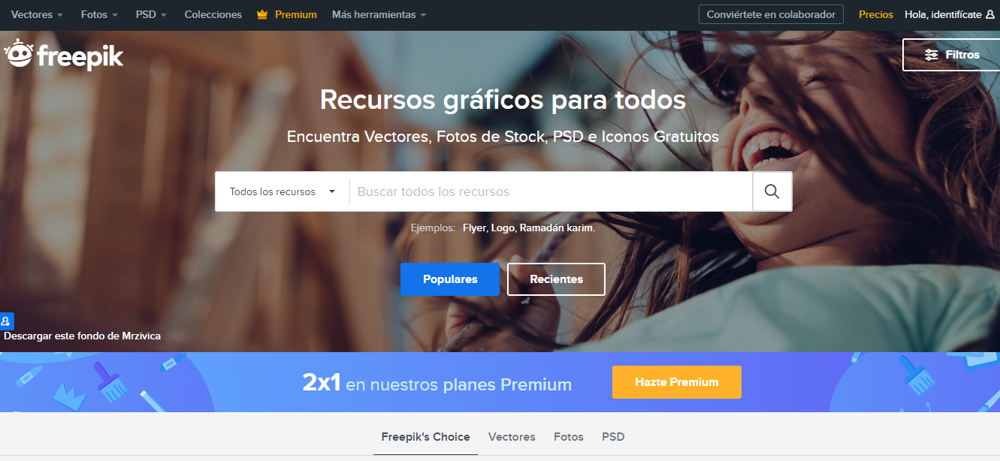 Vectores Fotos PSD Colecciones Premium Más herramientas Conviértete en colaborador Precios Hola, identifícate
freepik Filtros
Recursos gráficos para todos
Encuentra Vectores, Fotos de Stock, PSD e Iconos Gratuitos
Todos los recursos Buscar todos los recursos
Ejemplos: Flyer, Logo, Ramadán karim.
Populares Recientes
Descargar este fondo de Mrzivica
2x1 en nuestros planes Premium Hazte Premium
Freepik's Choice Vectores Fotos PSD